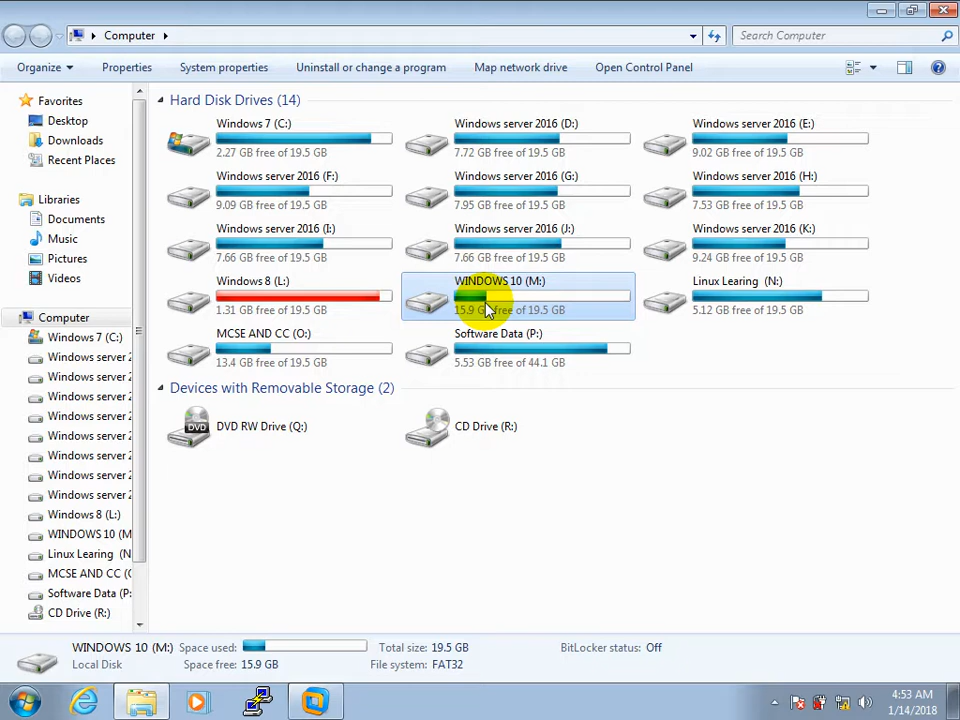 Computer
Search Computer
Organize
Properties
System properties
Uninstall or change a program
Map network drive
Open Control Panel
Favorites
Desktop
Downloads
Recent Places
Libraries
Documents
Music
Pictures
Videos
Computer
Windows 7 (C:)
Windows server 2
Windows server 2
Windows server 2
Windows server 2
Windows server 2
Windows server 2
Windows server 2
Windows server 2
Windows 8 (L:)
WINDOWS 10 (M
Linux Learing (N:)
MCSE AND CC (O
Software Data (P:
CD Drive (R:)
Hard Disk Drives (14)
Windows 7 (C:)
2.27 GB free of 19.5 GB
Windows server 2016 (D:)
7.72 GB free of 19.5 GB
Windows server 2016 (E:)
9.02 GB free of 19.5 GB
Windows server 2016 (F:)
9.09 GB free of 19.5 GB
Windows server 2016 (G:)
7.95 GB free of 19.5 GB
Windows server 2016 (H:)
7.53 GB free of 19.5 GB
Windows server 2016 (I:)
7.66 GB free of 19.5 GB
Windows server 2016 (J:)
7.66 GB free of 19.5 GB
Windows server 2016 (K:)
9.24 GB free of 19.5 GB
Windows 8 (L:)
1.31 GB free of 19.5 GB
WINDOWS 10 (M:)
15.9 GB free of 19.5 GB
Linux Learing (N:)
5.12 GB free of 19.5 GB
MCSE AND CC (O:)
13.4 GB free of 19.5 GB
Software Data (P:)
5.53 GB free of 44.1 GB
Devices with Removable Storage (2)
DVD
DVD RW Drive (Q:)
CD Drive (R:)
WINDOWS 10 (M:) Space used: Total size: 19.5 GB BitLocker status: Off
Local Disk Space free: 15.9 GB File system: FAT32
4:53 AM
1/14/2018